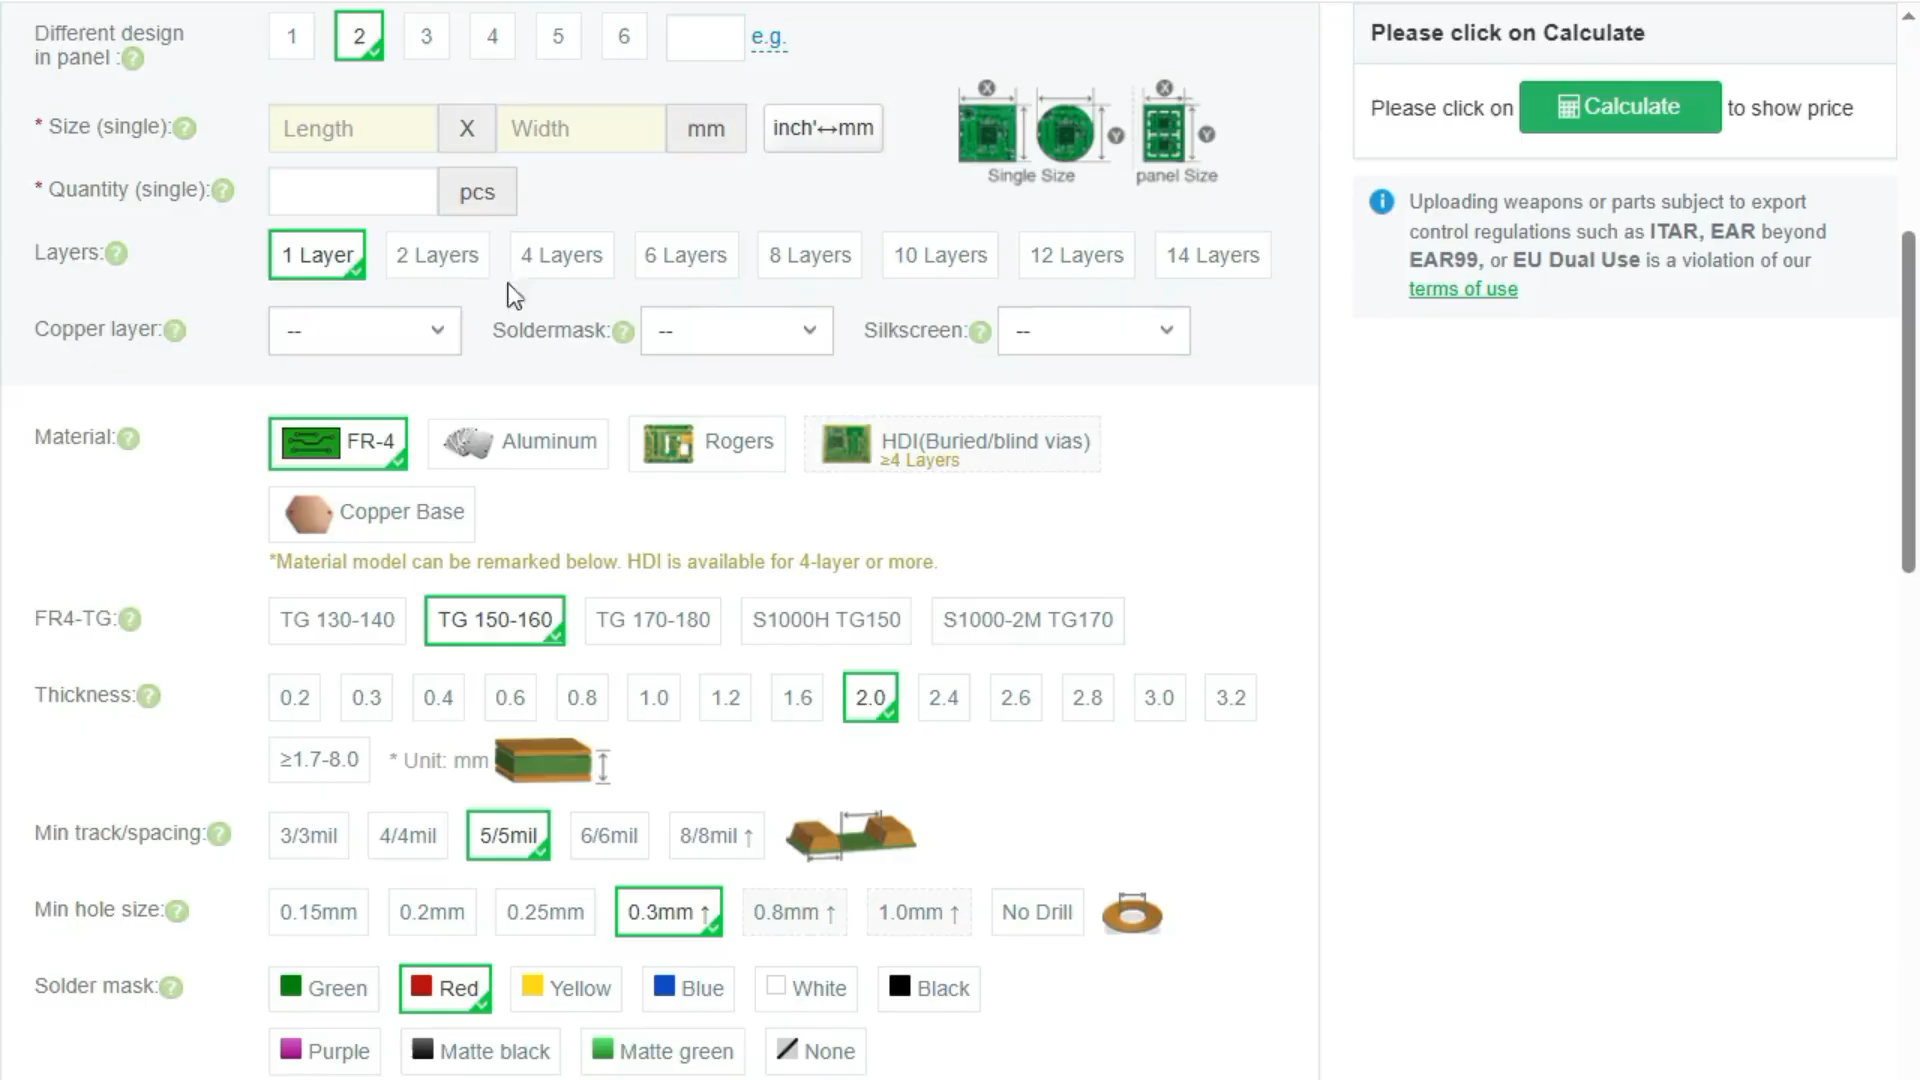 Different design
in panel :?
1 2 3 4 5 6 e.g.
* Size (single):?
Length X Width mm inch'↔mm
X X
Y Y
Single Size panel Size
* Quantity (single):?
pcs
Layers:?
1 Layer 2 Layers 4 Layers 6 Layers 8 Layers 10 Layers 12 Layers 14 Layers
Copper layer:? -- Soldermask:? -- Silkscreen:? --
Material:?
FR-4 Aluminum Rogers HDI(Buried/blind vias)
≥4 Layers
Copper Base
*Material model can be remarked below. HDI is available for 4-layer or more.
FR4-TG:?
TG 130-140 TG 150-160 TG 170-180 S1000H TG150 S1000-2M TG170
Thickness:?
0.2 0.3 0.4 0.6 0.8 1.0 1.2 1.6 2.0 2.4 2.6 2.8 3.0 3.2
≥1.7-8.0 * Unit: mm
Min track/spacing:?
3/3mil 4/4mil 5/5mil 6/6mil 8/8mil ↑
Min hole size:?
0.15mm 0.2mm 0.25mm 0.3mm ↑ 0.8mm ↑ 1.0mm ↑ No Drill
Solder mask:?
Green Red Yellow Blue White Black
Purple Matte black Matte green None
Please click on Calculate
Please click on Calculate to show price
i Uploading weapons or parts subject to export
control regulations such as ITAR, EAR beyond
EAR99, or EU Dual Use is a violation of our
terms of use